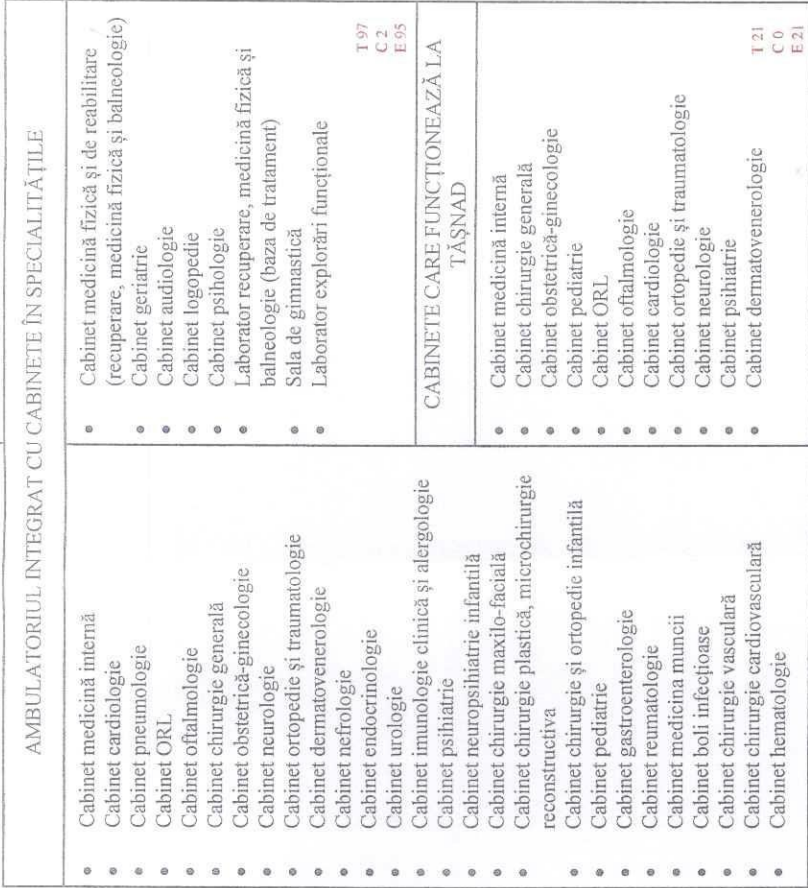 AMBULATORIUL INTEGRAT CU CABINETE ÎN SPECIALITĂȚILE
• Cabinet medicină internă
• Cabinet cardiologie
• Cabinet pneumologie
• Cabinet ORL
• Cabinet oftalmologie
• Cabinet chirurgie generală
• Cabinet obstetrică-ginecologie
• Cabinet neurologie
• Cabinet ortopedie și traumatologie
• Cabinet dermatovenerologie
• Cabinet nefrologie
• Cabinet endocrinologie
• Cabinet urologie
• Cabinet imunologie clinică și alergologie
• Cabinet psihiatrie
• Cabinet neuropsihiatrie infantilă
• Cabinet chirurgie maxilo-facială
• Cabinet chirurgie plastică, microchirurgie
reconstructiva
• Cabinet chirurgie și ortopedie infantilă
• Cabinet pediatrie
• Cabinet gastroenterologie
• Cabinet reumatologie
• Cabinet medicina muncii
• Cabinet boli infecțioase
• Cabinet chirurgie vasculară
• Cabinet chirurgie cardiovasculară
• Cabinet hematologie
• Cabinet medicină fizică și de reabilitare
(recuperare, medicină fizică și balneologie)
• Cabinet geriatrie
• Cabinet audiologie
• Cabinet logopedie
• Cabinet psihologie
• Laborator recuperare, medicină fizică și
balneologie (baza de tratament)
• Sala de gimnastică
• Laborator explorări funcționale
T 97
C 2
E 95
CABINETE CARE FUNCȚIONEAZĂ LA
TĂȘNAD
• Cabinet medicină internă
• Cabinet chirurgie generală
• Cabinet obstetrică-ginecologie
• Cabinet pediatrie
• Cabinet ORL
• Cabinet oftalmologie
• Cabinet cardiologie
• Cabinet ortopedie și traumatologie
• Cabinet neurologie
• Cabinet psihiatrie
• Cabinet dermatovenerologie
T 21
C 0
E 21